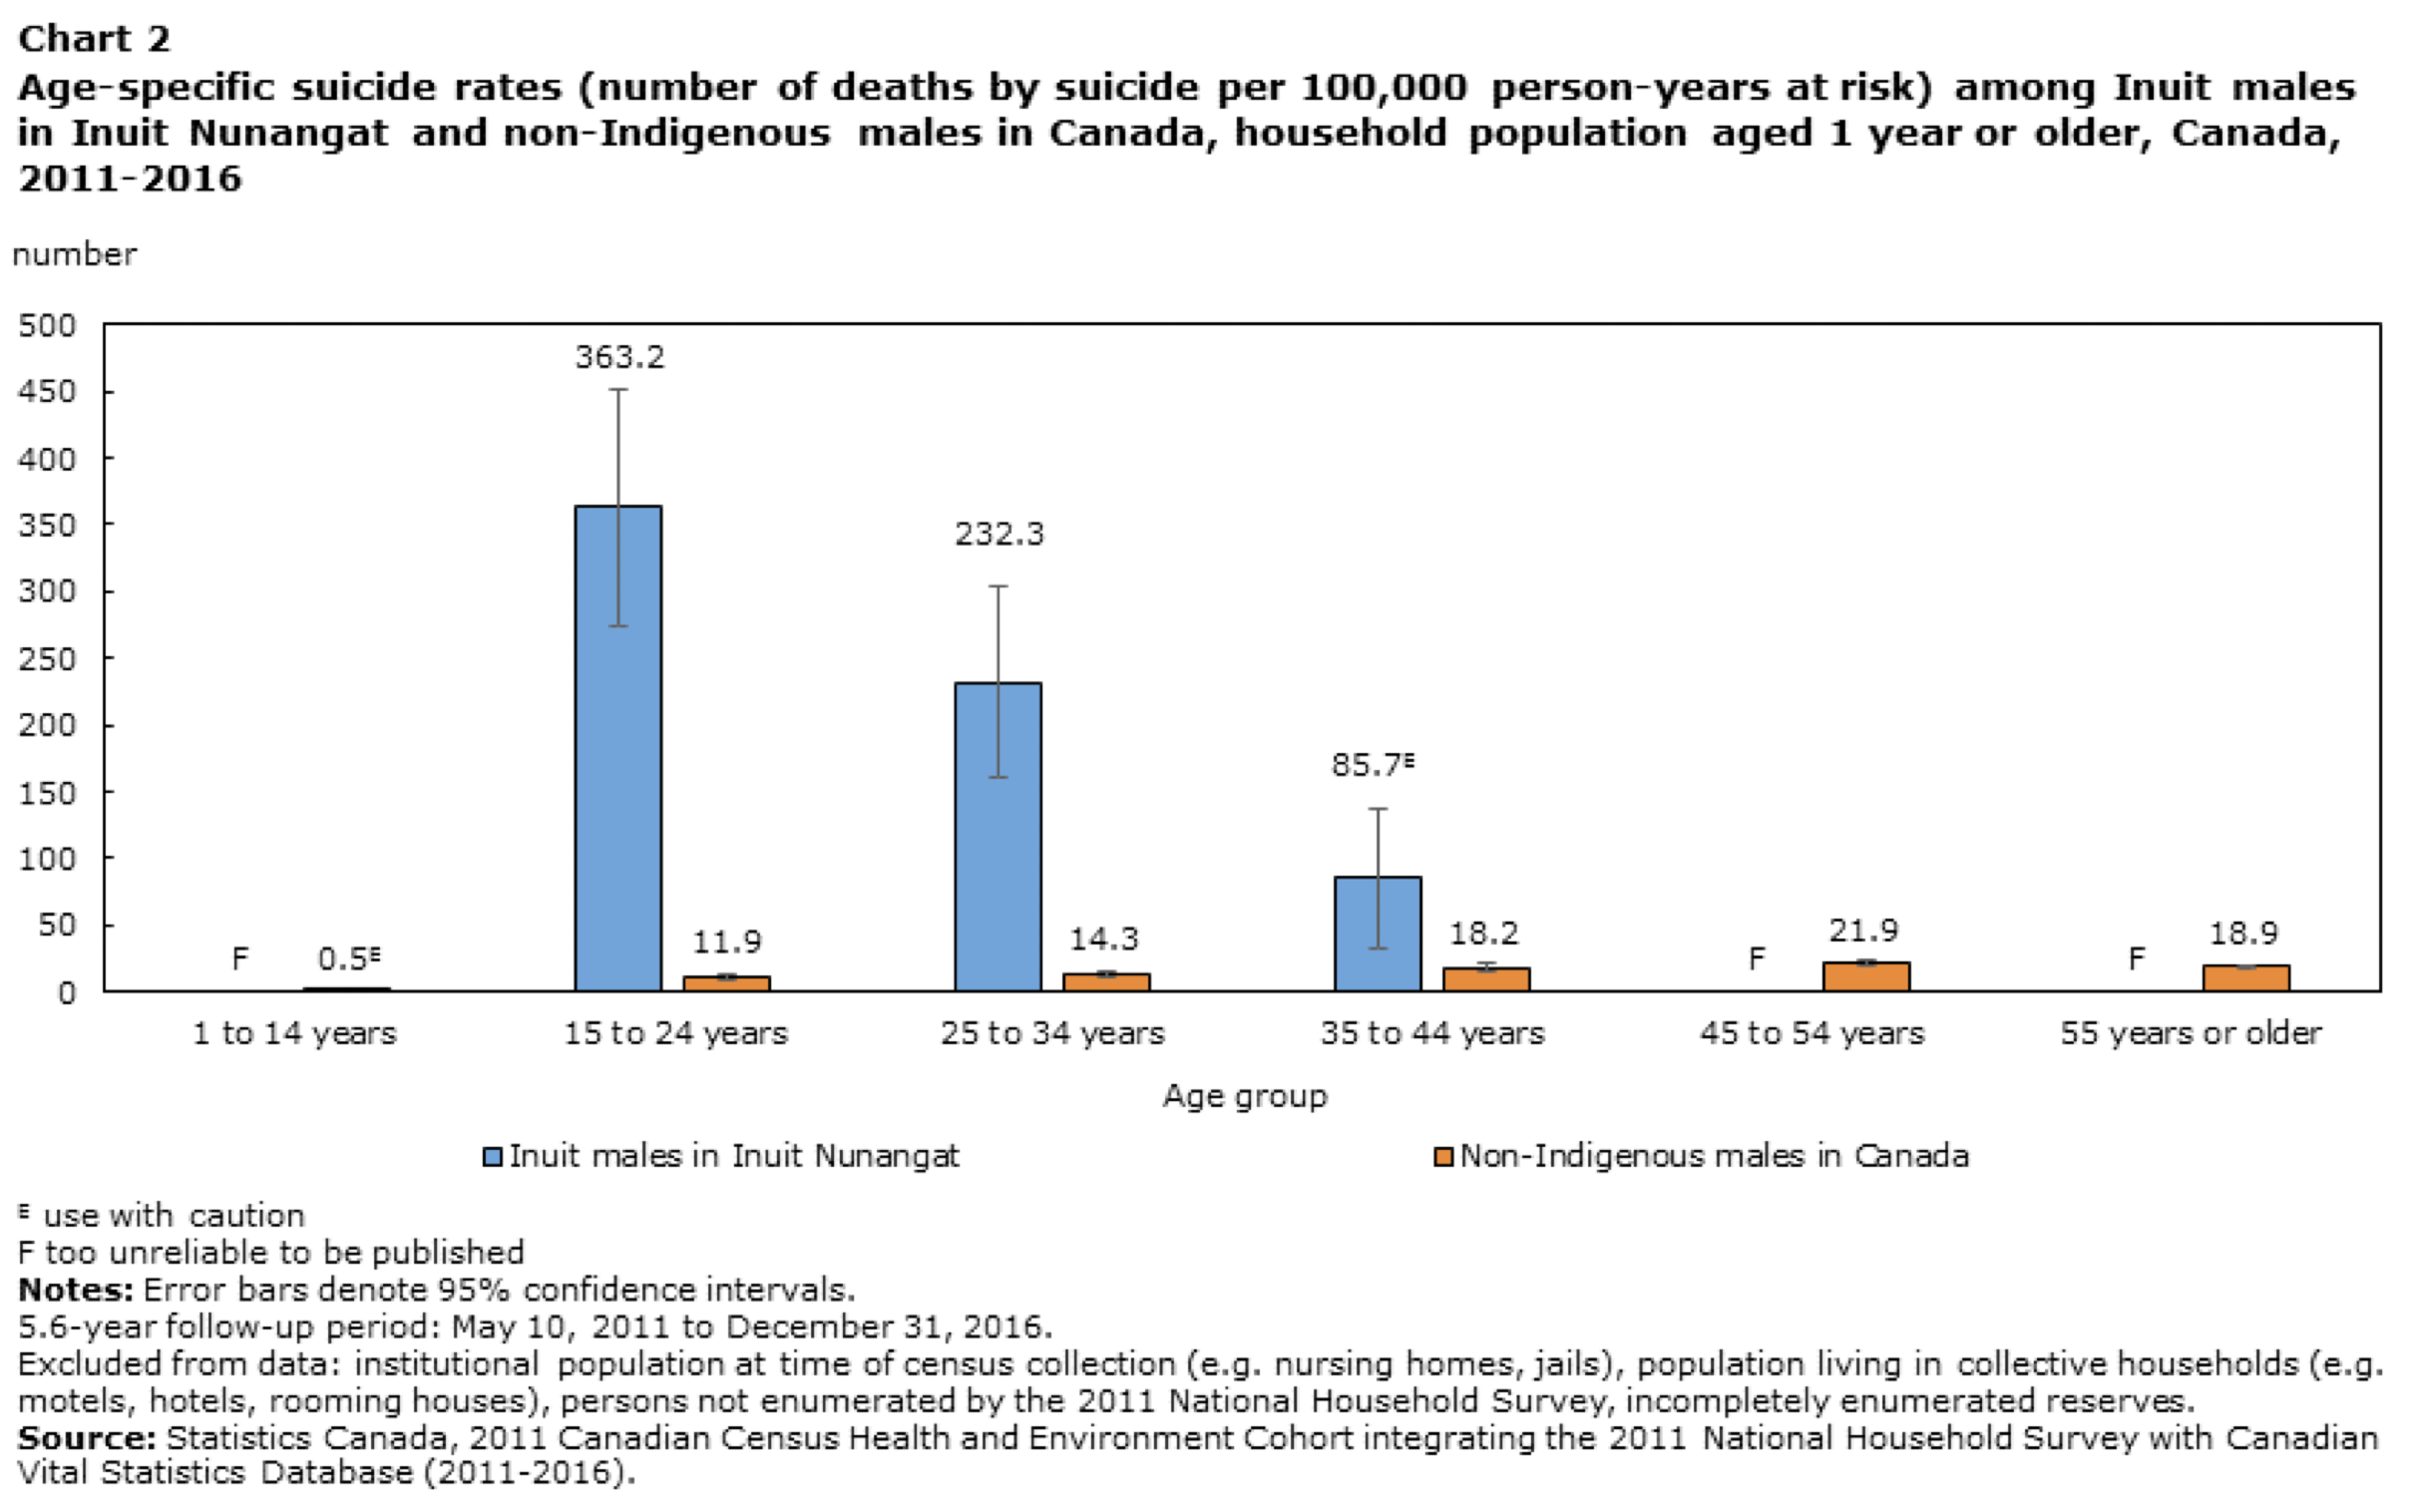 Chart 2
Age-specific suicide rates (number of deaths by suicide per 100,000 person-years at risk) among Inuit males
in Inuit Nunangat and non-Indigenous males in Canada, household population aged 1 year or older, Canada,
2011-2016
number
500
450
400
350
300
250
200
150
100
50
0
F
0.5ᴱ
363.2
11.9
232.3
14.3
85.7ᴱ
18.2
F
21.9
F
18.9
1 to 14 years
15 to 24 years
25 to 34 years
35 to 44 years
45 to 54 years
55 years or older
Age group
Inuit males in Inuit Nunangat
Non-Indigenous males in Canada
ᴱ use with caution
F too unreliable to be published
Notes: Error bars denote 95% confidence intervals.
5.6-year follow-up period: May 10, 2011 to December 31, 2016.
Excluded from data: institutional population at time of census collection (e.g. nursing homes, jails), population living in collective households (e.g.
motels, hotels, rooming houses), persons not enumerated by the 2011 National Household Survey, incompletely enumerated reserves.
Source: Statistics Canada, 2011 Canadian Census Health and Environment Cohort integrating the 2011 National Household Survey with Canadian
Vital Statistics Database (2011-2016).